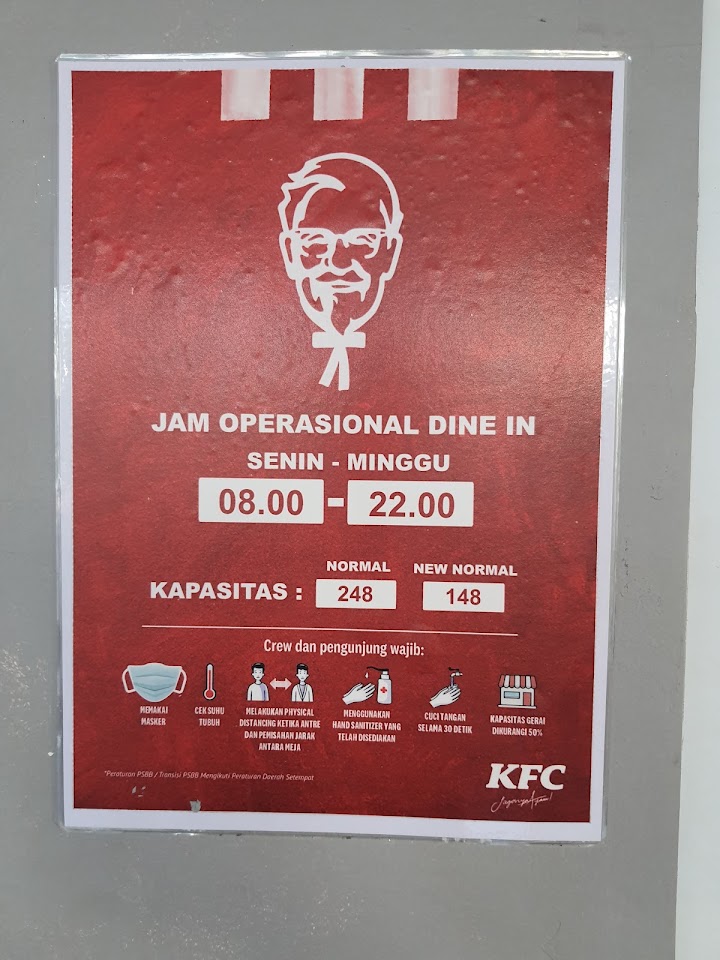 JAM OPERASIONAL DINE IN
SENIN - MINGGU
08.00 - 22.00
NORMAL NEW NORMAL
KAPASITAS : 248 148
Crew dan pengunjung wajib:
MEMAKAI
MASKER
CEK SUHU
TUBUH
MELAKUKAN PHYSICAL
DISTANCING KETIKA ANTRE
DAN PEMISAHAN JARAK
ANTARA MEJA
MENGGUNAKAN
HAND SANITIZER YANG
TELAH DISEDIAKAN
CUCI TANGAN
SELAMA 30 DETIK
KAPASITAS GERAI
DIKURANGI 50%
*Peraturan PSBB / Transisi PSBB Mengikuti Peraturan Daerah Setempat
KFC
Jagonya Ayam!